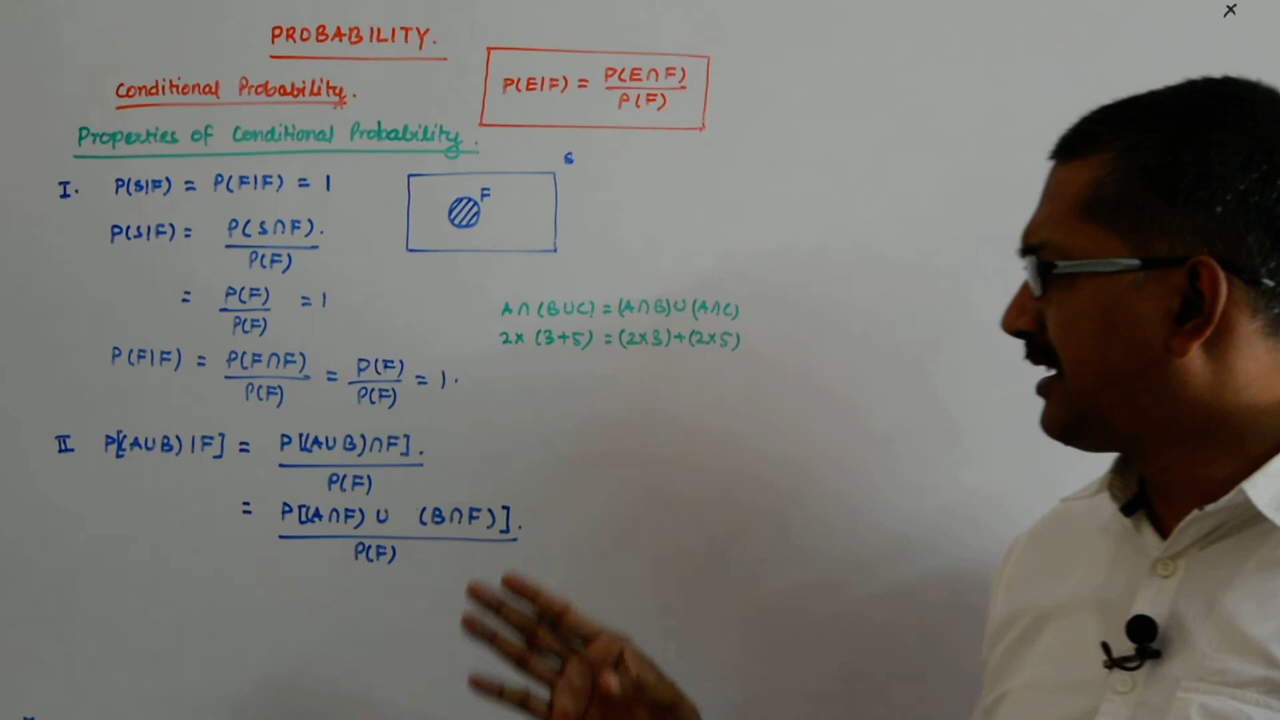 PROBABILITY.
Conditional Probability.
P(E|F) = P(E∩F) / P(F)
Properties of Conditional Probability.
I. P(S|F) = P(F|F) = 1
S
F
P(S|F) = P(S∩F). / P(F)
= P(F) / P(F) = 1
A∩(B∪C) = (A∩B)∪(A∩C)
2×(3+5) = (2×3)+(2×5)
P(F|F) = P(F∩F) / P(F) = P(F) / P(F) = 1.
II P[(A∪B)|F] = P[(A∪B)∩F]. / P(F)
= P[(A∩F) ∪ (B∩F)]. / P(F)